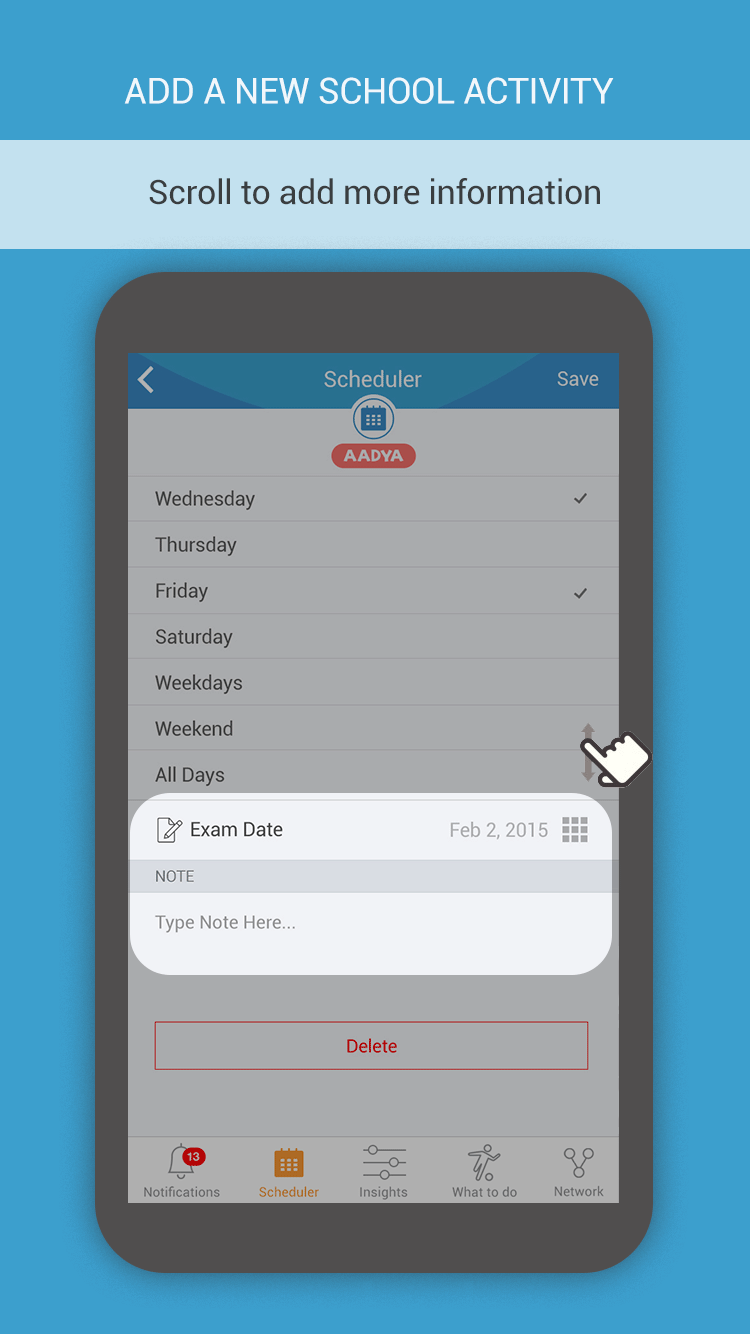 ADD A NEW SCHOOL ACTIVITY
Scroll to add more information
Scheduler
Save
AADYA
Wednesday
Thursday
Friday
Saturday
Weekdays
Weekend
All Days
Exam Date
Feb 2, 2015
NOTE
Type Note Here...
Delete
13
Notifications
Scheduler
Insights
What to do
Network